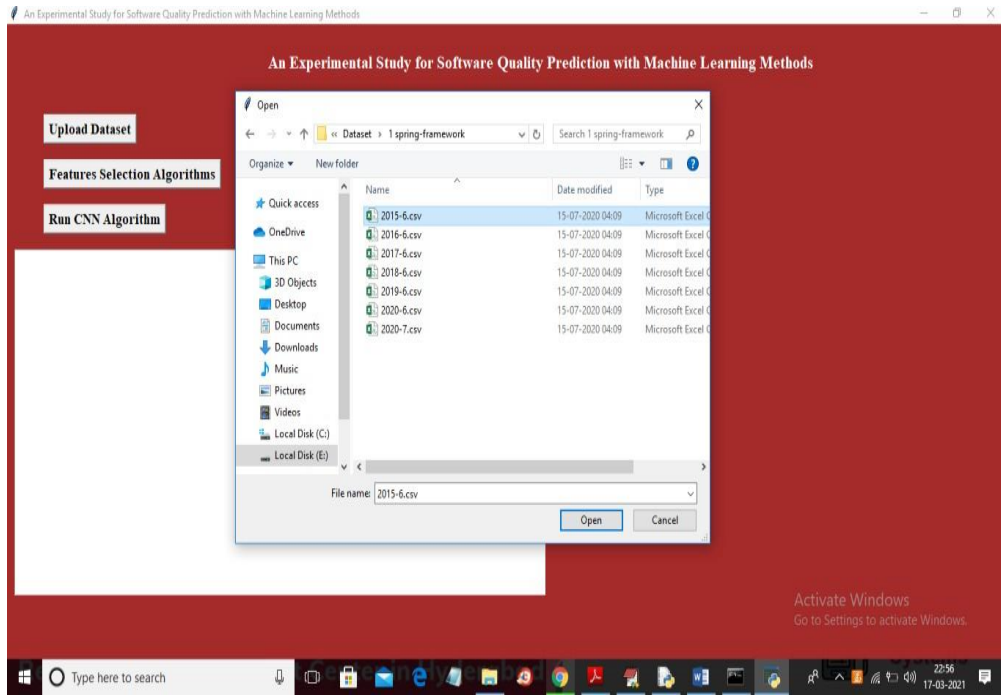 An Experimental Study for Software Quality Prediction with Machine Learning Methods
An Experimental Study for Software Quality Prediction with Machine Learning Methods
Upload Dataset
Features Selection Algorithms
Run CNN Algorithm
Open
« Dataset › 1 spring-framework
Search 1 spring-framework
Organize
New folder
Name Date modified Type
Quick access
OneDrive
This PC
3D Objects
Desktop
Documents
Downloads
Music
Pictures
Videos
Local Disk (C:)
Local Disk (E:)
2015-6.csv 15-07-2020 04:09 Microsoft Excel C
2016-6.csv 15-07-2020 04:09 Microsoft Excel C
2017-6.csv 15-07-2020 04:09 Microsoft Excel C
2018-6.csv 15-07-2020 04:09 Microsoft Excel C
2019-6.csv 15-07-2020 04:09 Microsoft Excel C
2020-6.csv 15-07-2020 04:09 Microsoft Excel C
2020-7.csv 15-07-2020 04:09 Microsoft Excel C
File name: 2015-6.csv
Open Cancel
Activate Windows
Go to Settings to activate Windows.
Type here to search
22:56
17-03-2021